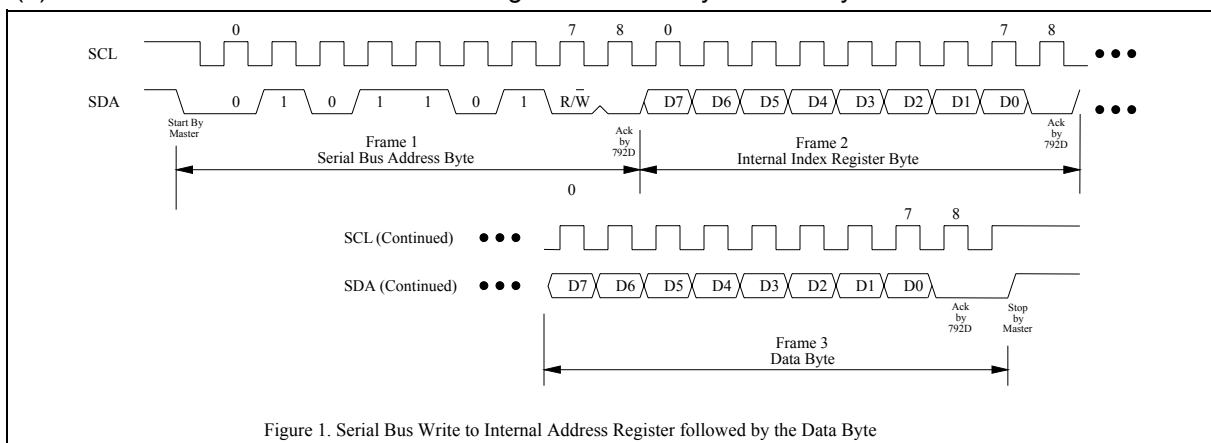 0 7 8 0 7 8
SCL
SDA 0 1 0 1 1 0 1 R/W D7 D6 D5 D4 D3 D2 D1 D0
Start By
Master
Ack
by
792D
Ack
by
792D
Frame 1
Serial Bus Address Byte
Frame 2
Internal Index Register Byte
0
7 8
SCL (Continued)
SDA (Continued) D7 D6 D5 D4 D3 D2 D1 D0
Ack
by
792D
Stop
by
Master
Frame 3
Data Byte
Figure 1. Serial Bus Write to Internal Address Register followed by the Data Byte